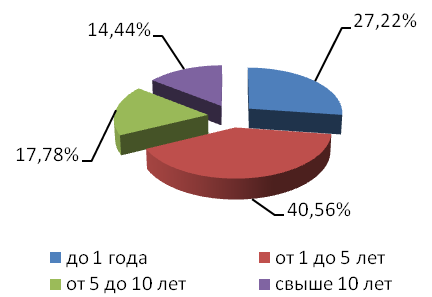 14,44%
27,22%
17,78%
40,56%
до 1 года
от 1 до 5 лет
от 5 до 10 лет
свыше 10 лет